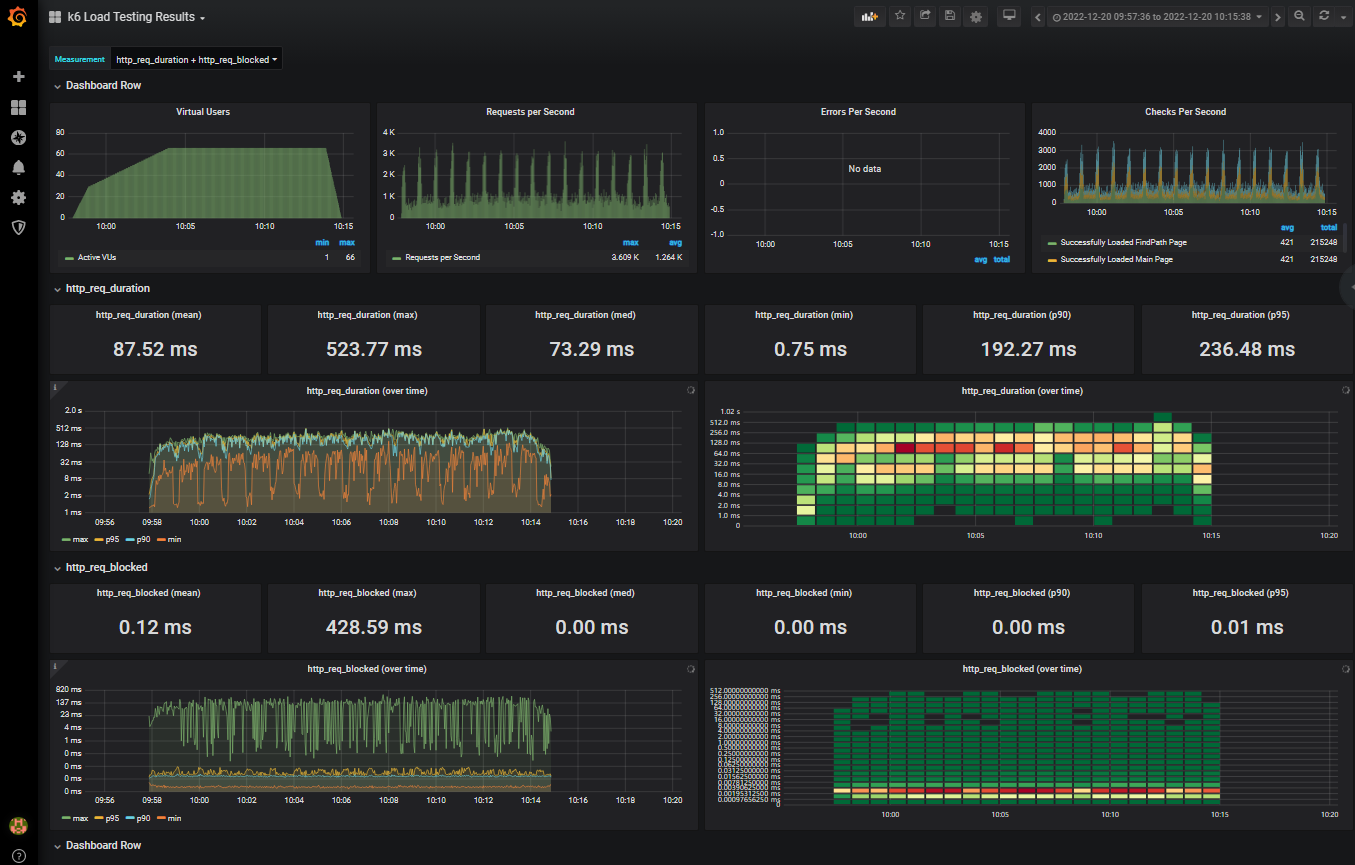 k6 Load Testing Results
2022-12-20 09:57:36 to 2022-12-20 10:15:38
Measurement http_req_duration + http_req_blocked
Dashboard Row
Virtual Users
80
60
40
20
0
10:00 10:05 10:10 10:15
min max
Active VUs 1 66
Requests per Second
4 K
3 K
2 K
1 K
0
10:00 10:05 10:10 10:15
max avg
Requests per Second 3.609 K 1.264 K
Errors Per Second
1.0
0.5
0
-0.5
-1.0
No data
10:00 10:05 10:10 10:15
avg total
Checks Per Second
4000
3000
2000
1000
0
10:00 10:05 10:10 10:15
avg total
Successfully Loaded FindPath Page 421 215248
Successfully Loaded Main Page 421 215248
http_req_duration
http_req_duration (mean)
87.52 ms
http_req_duration (max)
523.77 ms
http_req_duration (med)
73.29 ms
http_req_duration (min)
0.75 ms
http_req_duration (p90)
192.27 ms
http_req_duration (p95)
236.48 ms
http_req_duration (over time)
2.0 s
512 ms
128 ms
32 ms
8 ms
2 ms
1 ms
09:56 09:58 10:00 10:02 10:04 10:06 10:08 10:10 10:12 10:14 10:16 10:18 10:20
max p95 p90 min
http_req_duration (over time)
1.02 s
512.0 ms
256.0 ms
128.0 ms
64.0 ms
32.0 ms
16.0 ms
8.0 ms
4.0 ms
2.0 ms
1.0 ms
0
10:00 10:05 10:10 10:15 10:20
http_req_blocked
http_req_blocked (mean)
0.12 ms
http_req_blocked (max)
428.59 ms
http_req_blocked (med)
0.00 ms
http_req_blocked (min)
0.00 ms
http_req_blocked (p90)
0.00 ms
http_req_blocked (p95)
0.01 ms
http_req_blocked (over time)
820 ms
137 ms
23 ms
4 ms
1 ms
0 ms
0 ms
0 ms
0 ms
09:56 09:58 10:00 10:02 10:04 10:06 10:08 10:10 10:12 10:14 10:16 10:18 10:20
max p95 p90 min
http_req_blocked (over time)
512.00000000000 ms
256.00000000000 ms
128.00000000000 ms
10:00 10:05 10:10 10:15 10:20
Dashboard Row